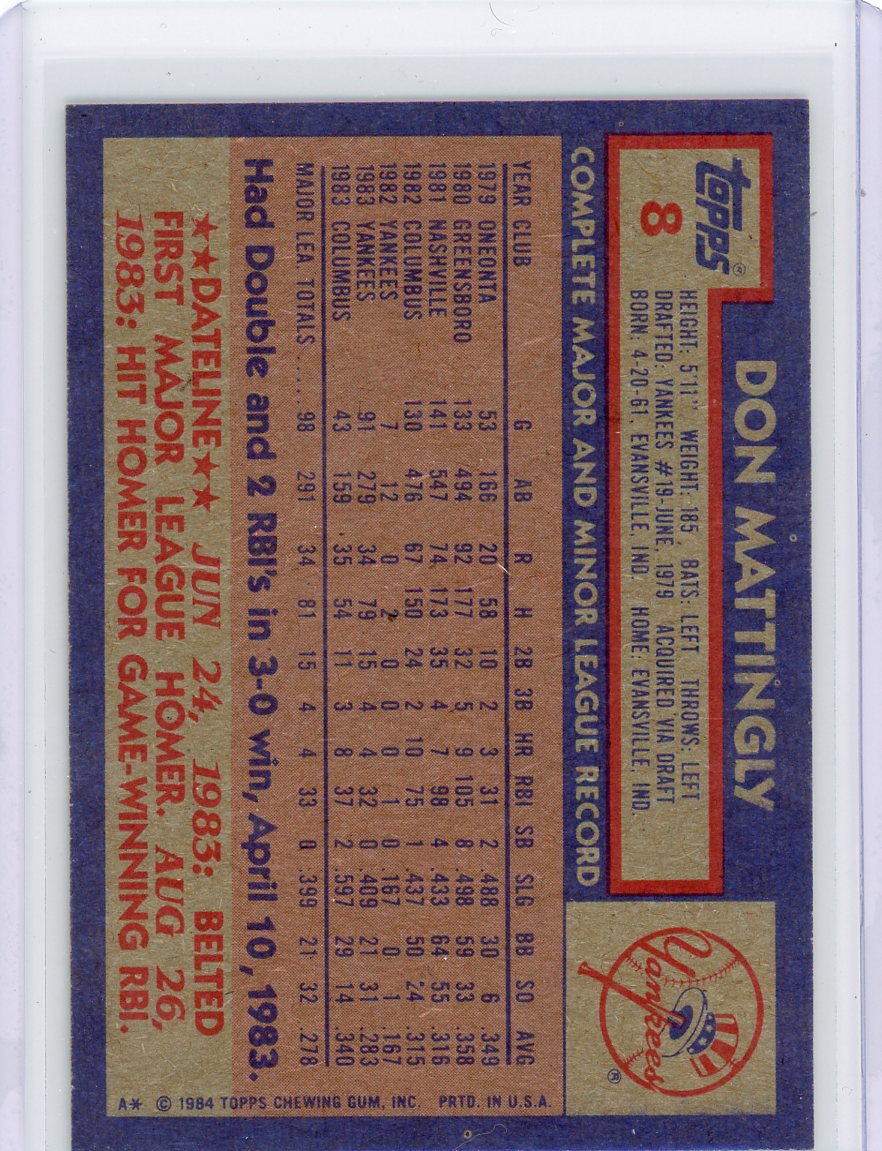 topps®
8
DON MATTINGLY
HEIGHT: 5'11" WEIGHT: 185 BATS: LEFT THROWS: LEFT
DRAFTED: YANKEES #19-JUNE, 1979 ACQUIRED VIA DRAFT
BORN: 4-20-61, EVANSVILLE, IND. HOME: EVANSVILLE, IND.
Yankees ®
COMPLETE MAJOR AND MINOR LEAGUE RECORD
YEAR CLUB G AB R H 2B 3B HR RBI SB SLG BB SO AVG
1979 ONEONTA 53 166 20 58 10 2 3 31 2 .488 30 6 .349
1980 GREENSBORO 133 494 92 177 32 5 9 105 8 .498 59 33 .358
1981 NASHVILLE 141 547 74 173 35 4 7 98 4 .433 64 55 .316
1982 COLUMBUS 130 476 67 150 24 2 10 75 1 .437 50 24 .315
1982 YANKEES 7 12 0 2 0 0 0 1 0 .167 0 1 .167
1983 YANKEES 91 279 34 79 15 4 4 32 0 .409 21 31 .283
1983 COLUMBUS 43 159 35 54 11 3 8 37 2 .597 29 14 .340
MAJOR LEA. TOTALS ..... 98 291 34 81 15 4 4 33 0 .399 21 32 .278
Had Double and 2 RBI's in 3-0 win, April 10, 1983.
★★DATELINE★★ JUN 24, 1983: BELTED
FIRST MAJOR LEAGUE HOMER. AUG 26,
1983: HIT HOMER FOR GAME-WINNING RBI.
A* © 1984 TOPPS CHEWING GUM, INC. PRTD. IN U.S.A.